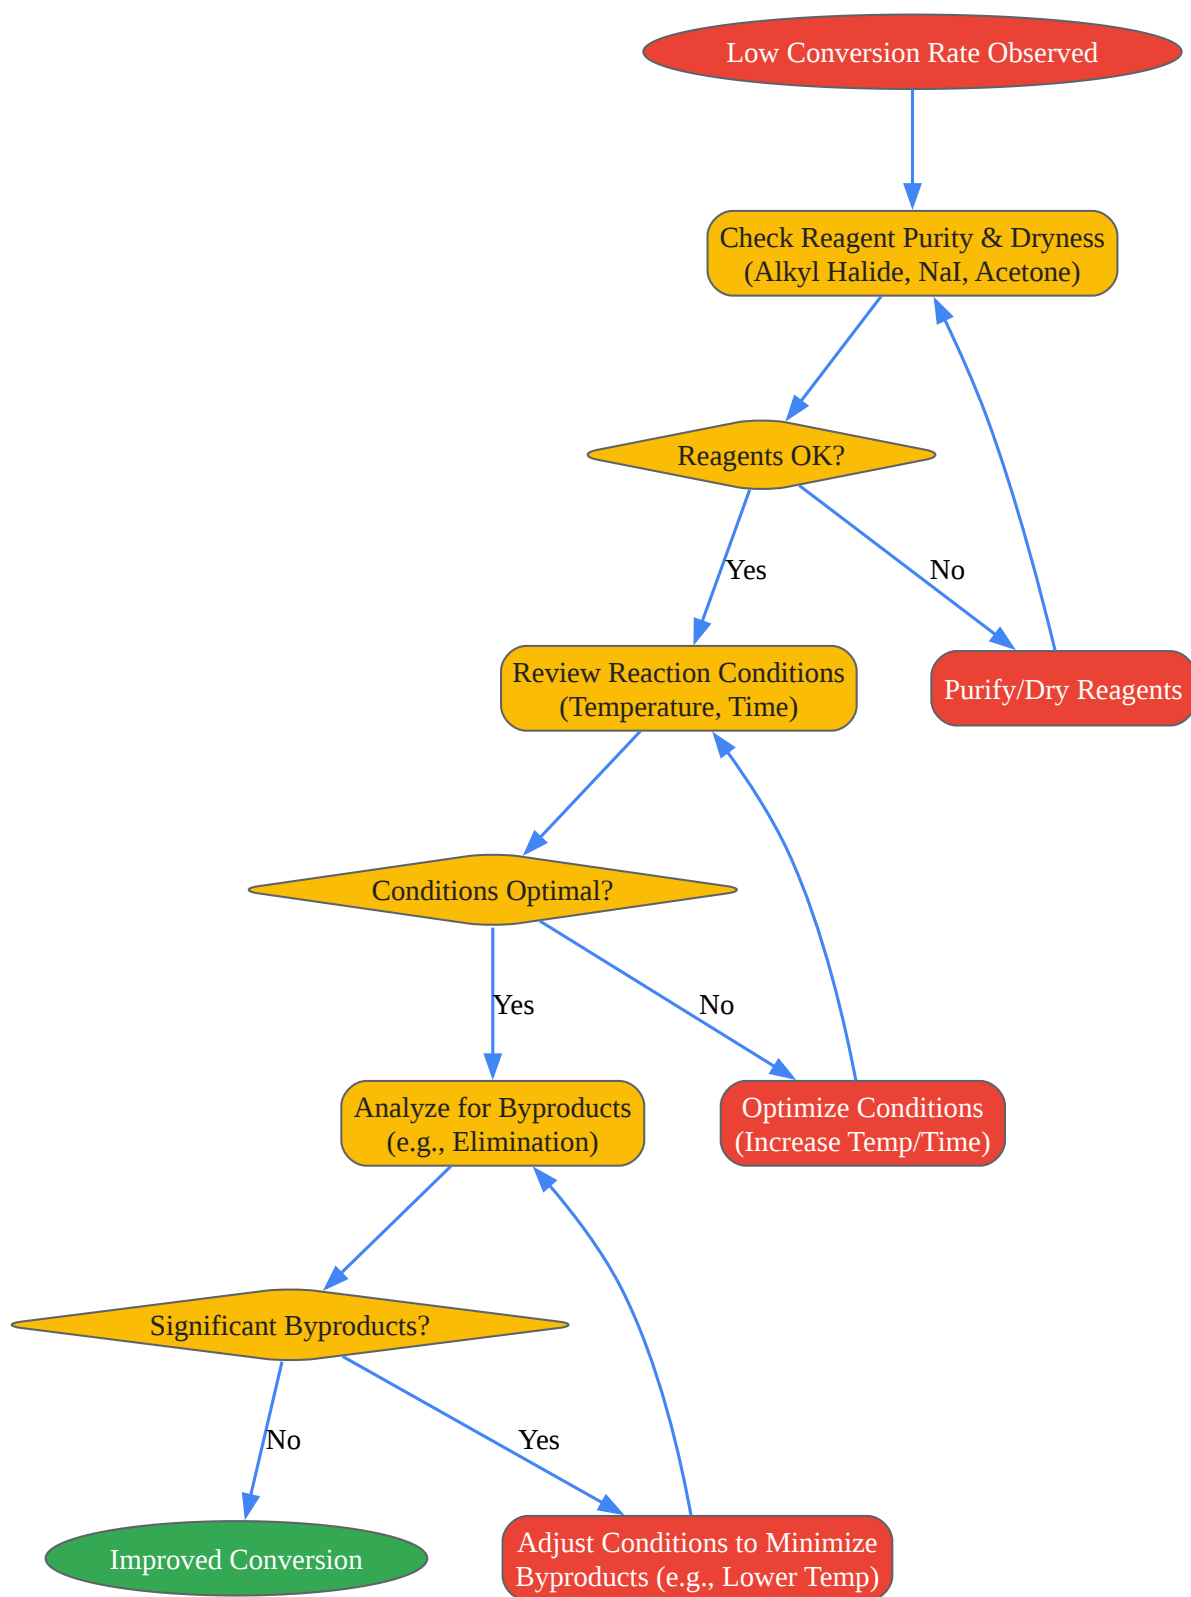 Low Conversion Rate Observed
Check Reagent Purity & Dryness
(Alkyl Halide, NaI, Acetone)
Reagents OK?
Yes
No
Review Reaction Conditions
(Temperature, Time)
Purify/Dry Reagents
Conditions Optimal?
Yes
No
Analyze for Byproducts
(e.g., Elimination)
Optimize Conditions
(Increase Temp/Time)
Significant Byproducts?
No
Yes
Improved Conversion
Adjust Conditions to Minimize
Byproducts (e.g., Lower Temp)